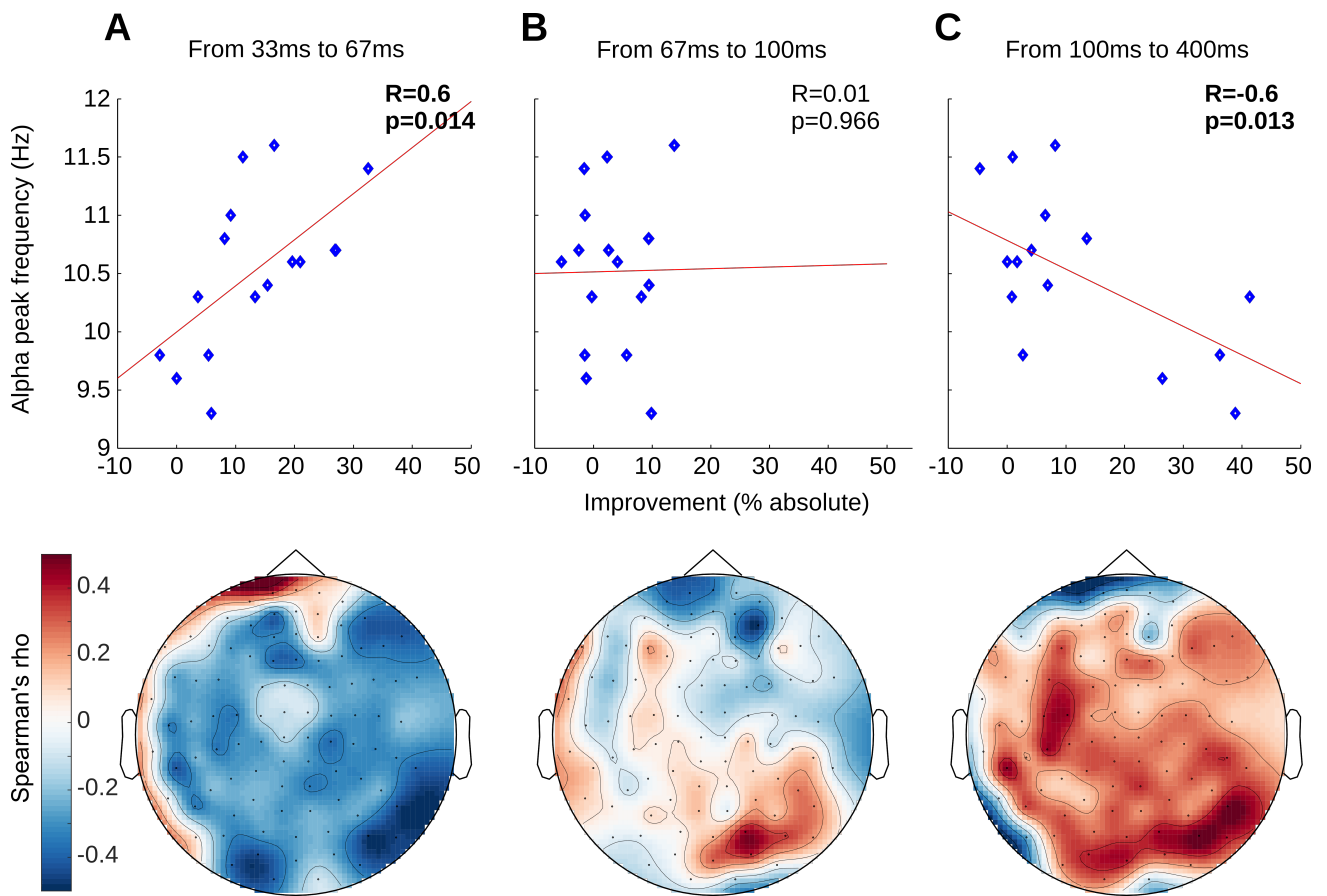 A
B
C
From 33ms to 67ms
From 67ms to 100ms
From 100ms to 400ms
R=0.6
p=0.014
R=0.01
p=0.966
R=-0.6
p=0.013
Alpha peak frequency (Hz)
12
11.5
11
10.5
10
9.5
9
-10 0 10 20 30 40 50
-10 0 10 20 30 40 50
-10 0 10 20 30 40 50
Improvement (% absolute)
Spearman's rho
0.4
0.2
0
-0.2
-0.4